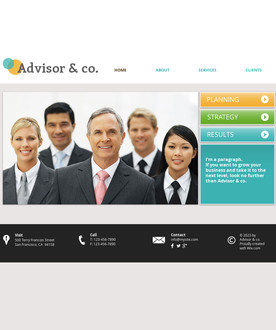 Advisor & co.
HOME
ABOUT
SERVICES
CLIENTS
PLANNING
STRATEGY
RESULTS
I'm a paragraph.
If you want to grow your
business and take it to the
next level, look no further
than Advisor & co.
Visit
500 Terry Francois Street
San Francisco, CA 94158
Call
T: 123-456-7890
F: 123-456-7890
Contact
info@mysite.com
© 2023 by
Advisor & co.
Proudly created
with Wix.com